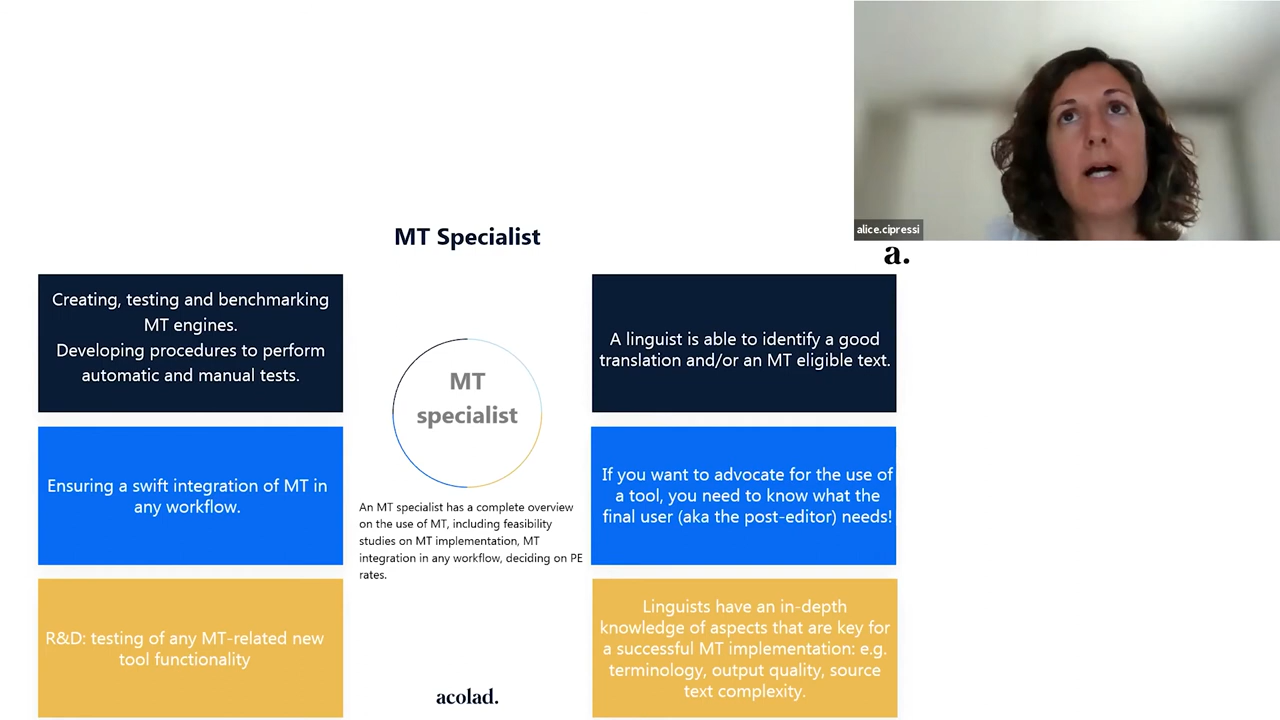 alice.cipressi
a.
MT Specialist
Creating, testing and benchmarking
MT engines.
Developing procedures to perform
automatic and manual tests.
Ensuring a swift integration of MT in
any workflow.
R&D: testing of any MT-related new
tool functionality
MT
specialist
An MT specialist has a complete overview
on the use of MT, including feasibility
studies on MT implementation, MT
integration in any workflow, deciding on PE
rates.
acolad.
A linguist is able to identify a good
translation and/or an MT eligible text.
If you want to advocate for the use of
a tool, you need to know what the
final user (aka the post-editor) needs!
Linguists have an in-depth
knowledge of aspects that are key for
a successful MT implementation: e.g.
terminology, output quality, source
text complexity.